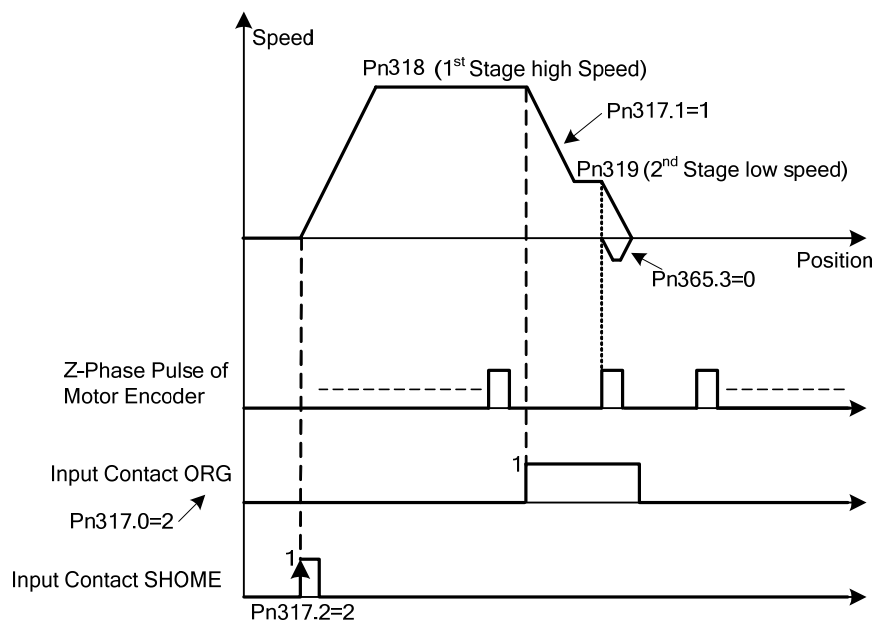 Speed
Pn318 (1st Stage high Speed)
Pn317.1=1
Pn319 (2nd Stage low speed)
Position
Pn365.3=0
Z-Phase Pulse of
Motor Encoder
1
Input Contact ORG
Pn317.0=2
1
Input Contact SHOME
Pn317.2=2